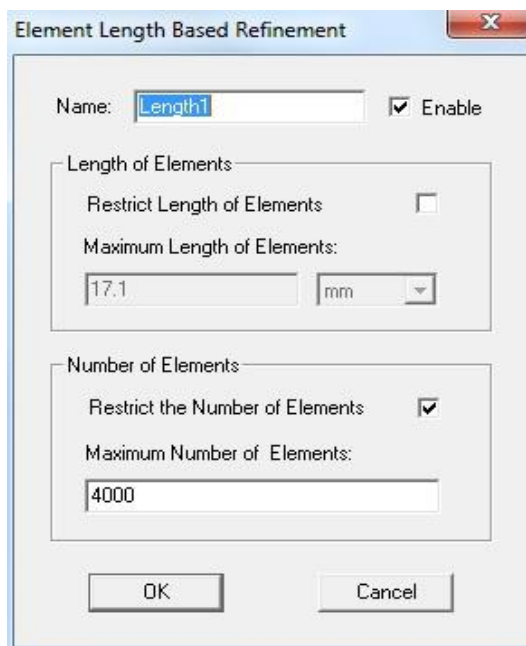 Element Length Based Refinement
Name: Length1 Enable
Length of Elements
Restrict Length of Elements
Maximum Length of Elements:
17.1 mm
Number of Elements
Restrict the Number of Elements
Maximum Number of Elements:
4000
OK Cancel